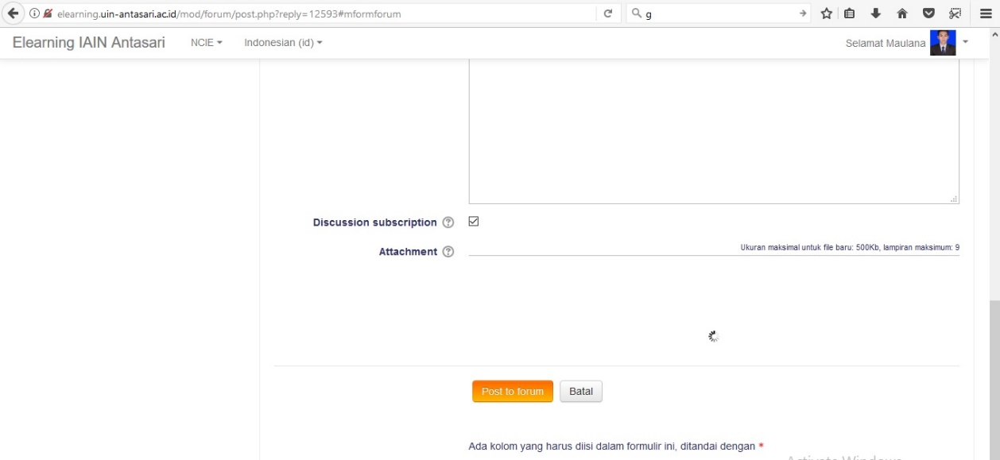 elearning.uin-antasari.ac.id/mod/forum/post.php?reply=12593#mformforum
g
Elearning IAIN Antasari
NCIE
Indonesian (id)
Selamat Maulana
Discussion subscription
Attachment
Ukuran maksimal untuk file baru: 500Kb, lampiran maksimum: 9
Post to forum
Batal
Ada kolom yang harus diisi dalam formulir ini, ditandai dengan *
Activate Windows